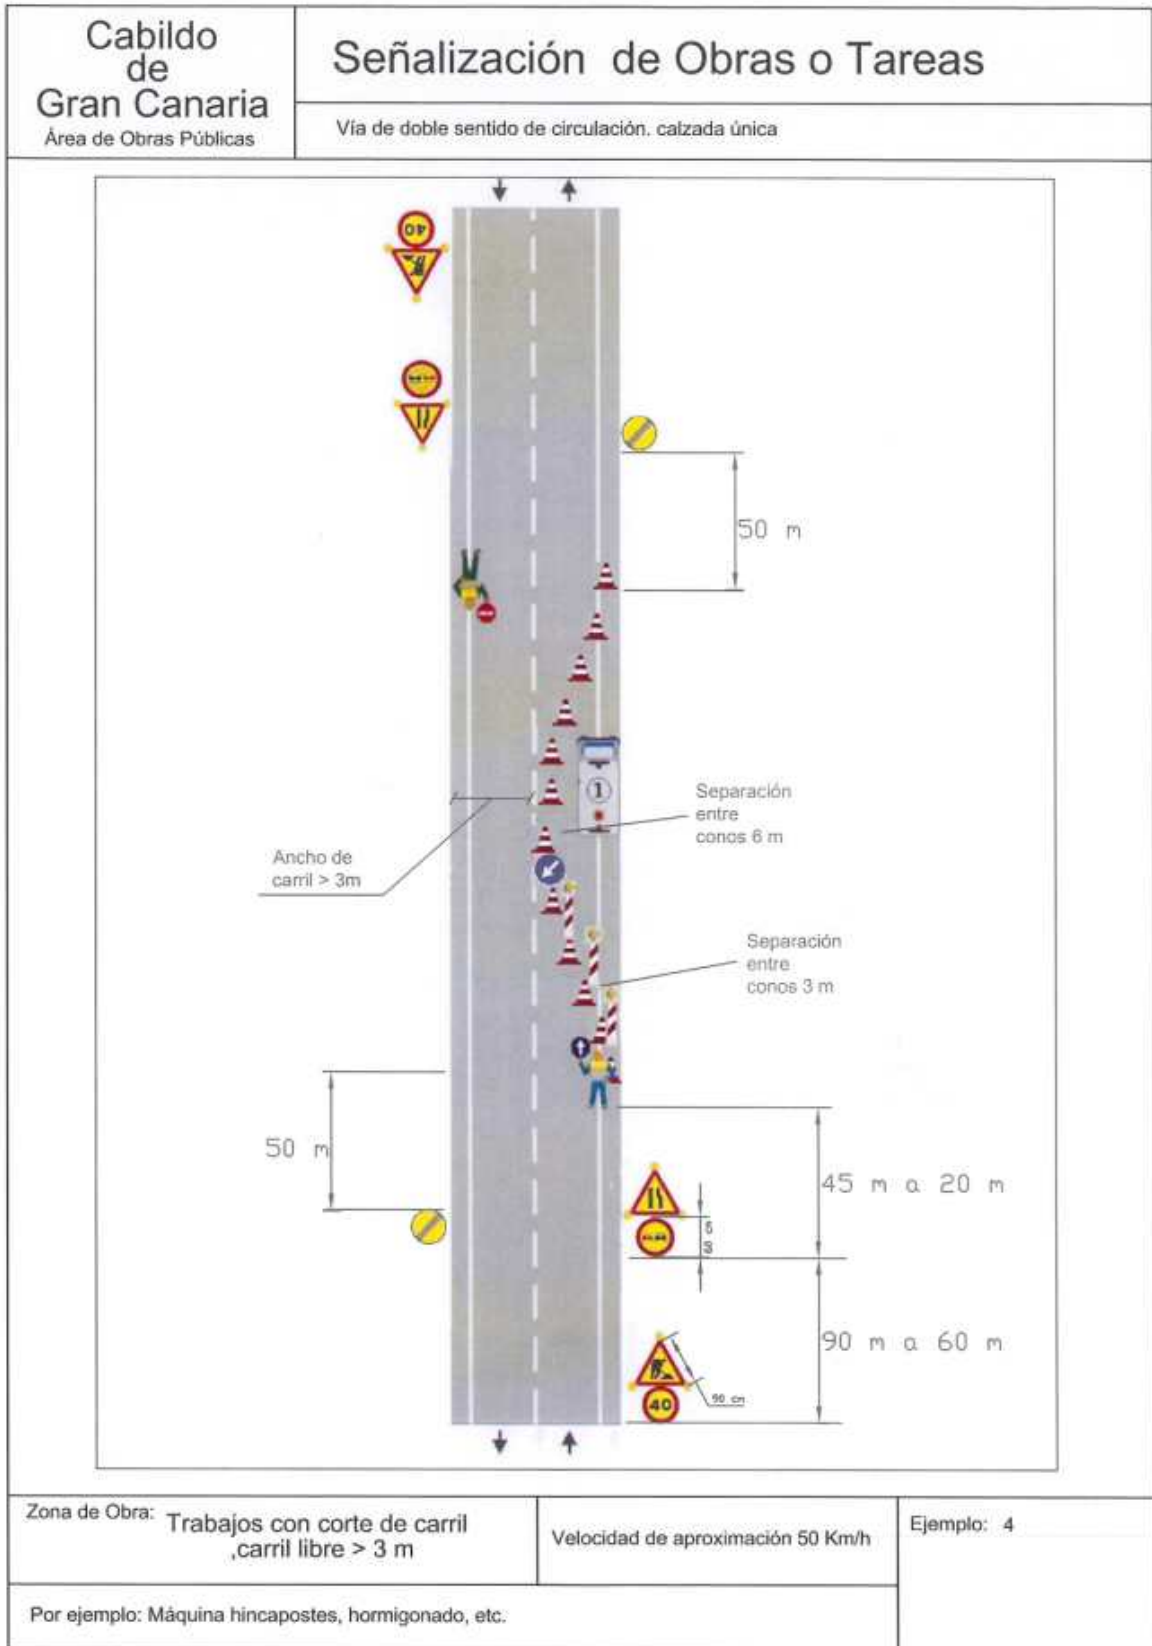 Cabildo
de
Gran Canaria
Área de Obras Públicas
Señalización de Obras o Tareas
Vía de doble sentido de circulación. calzada única
40
50 m
1
Separación
entre
conos 6 m
Ancho de
carril > 3m
Separación
entre
conos 3 m
50 m
45 m a 20 m
90 m a 60 m
90 cm
40
Zona de Obra: Trabajos con corte de carril
,carril libre > 3 m
Velocidad de aproximación 50 Km/h
Ejemplo: 4
Por ejemplo: Máquina hincapostes, hormigonado, etc.